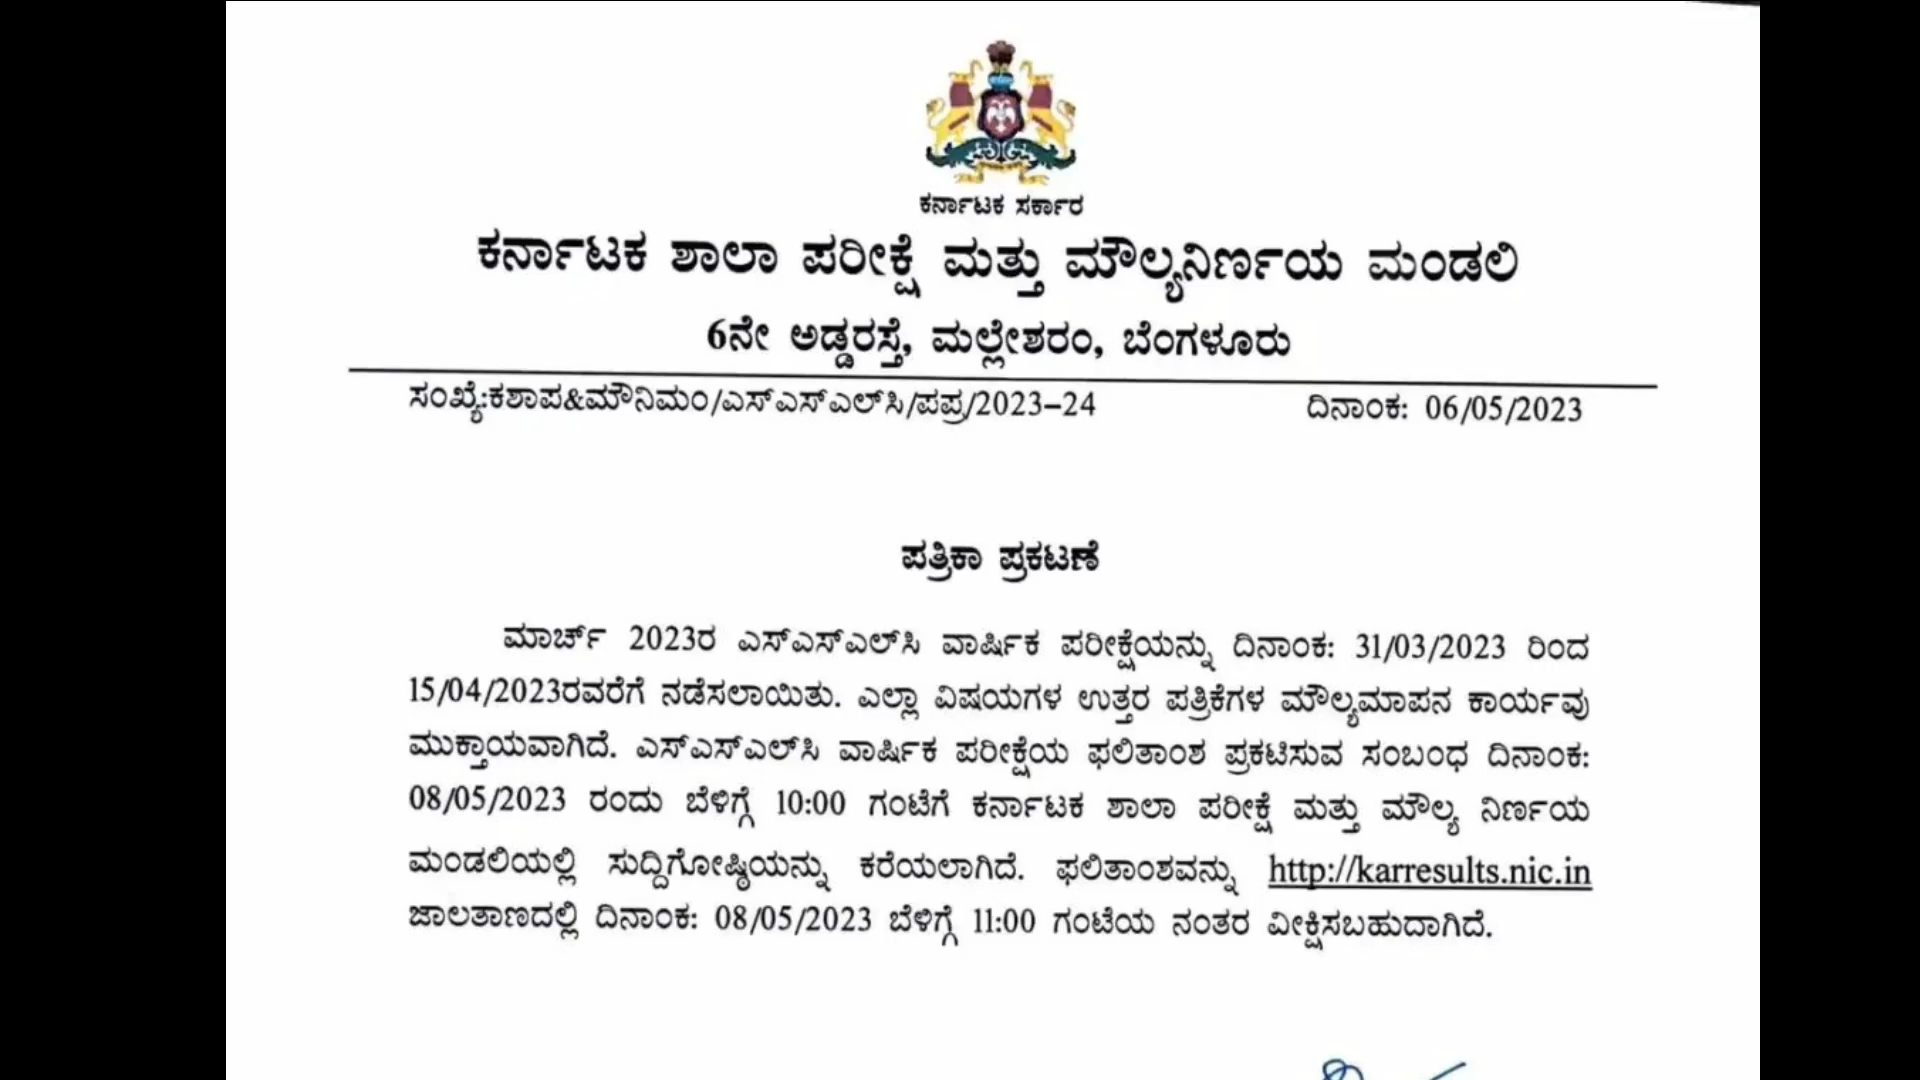 ಕರ್ನಾಟಕ ಸರ್ಕಾರ
ಕರ್ನಾಟಕ ಶಾಲಾ ಪರೀಕ್ಷೆ ಮತ್ತು ಮೌಲ್ಯನಿರ್ಣಯ ಮಂಡಲಿ
6ನೇ ಅಡ್ಡರಸ್ತೆ, ಮಲ್ಲೇಶರಂ, ಬೆಂಗಳೂರು
ಸಂಖ್ಯೆ:ಕಶಾಪ&ಮೌನಿಮಂ/ಎಸ್ಎಸ್ಎಲ್‌ಸಿ/ಪಪ್ರ/2023–24 ದಿನಾಂಕ: 06/05/2023
ಪತ್ರಿಕಾ ಪ್ರಕಟಣೆ
ಮಾರ್ಚ್ 2023ರ ಎಸ್ಎಸ್ಎಲ್‌ಸಿ ವಾರ್ಷಿಕ ಪರೀಕ್ಷೆಯನ್ನು ದಿನಾಂಕ: 31/03/2023 ರಿಂದ
15/04/2023ರವರೆಗೆ ನಡೆಸಲಾಯಿತು. ಎಲ್ಲಾ ವಿಷಯಗಳ ಉತ್ತರ ಪತ್ರಿಕೆಗಳ ಮೌಲ್ಯಮಾಪನ ಕಾರ್ಯವು
ಮುಕ್ತಾಯವಾಗಿದೆ. ಎಸ್ಎಸ್ಎಲ್‌ಸಿ ವಾರ್ಷಿಕ ಪರೀಕ್ಷೆಯ ಫಲಿತಾಂಶ ಪ್ರಕಟಿಸುವ ಸಂಬಂಧ ದಿನಾಂಕ:
08/05/2023 ರಂದು ಬೆಳಿಗ್ಗೆ 10:00 ಗಂಟೆಗೆ ಕರ್ನಾಟಕ ಶಾಲಾ ಪರೀಕ್ಷೆ ಮತ್ತು ಮೌಲ್ಯ ನಿರ್ಣಯ
ಮಂಡಲಿಯಲ್ಲಿ ಸುದ್ದಿಗೋಷ್ಠಿಯನ್ನು ಕರೆಯಲಾಗಿದೆ. ಫಲಿತಾಂಶವನ್ನು http://karresults.nic.in
ಜಾಲತಾಣದಲ್ಲಿ ದಿನಾಂಕ: 08/05/2023 ಬೆಳಿಗ್ಗೆ 11:00 ಗಂಟೆಯ ನಂತರ ವೀಕ್ಷಿಸಬಹುದಾಗಿದೆ.